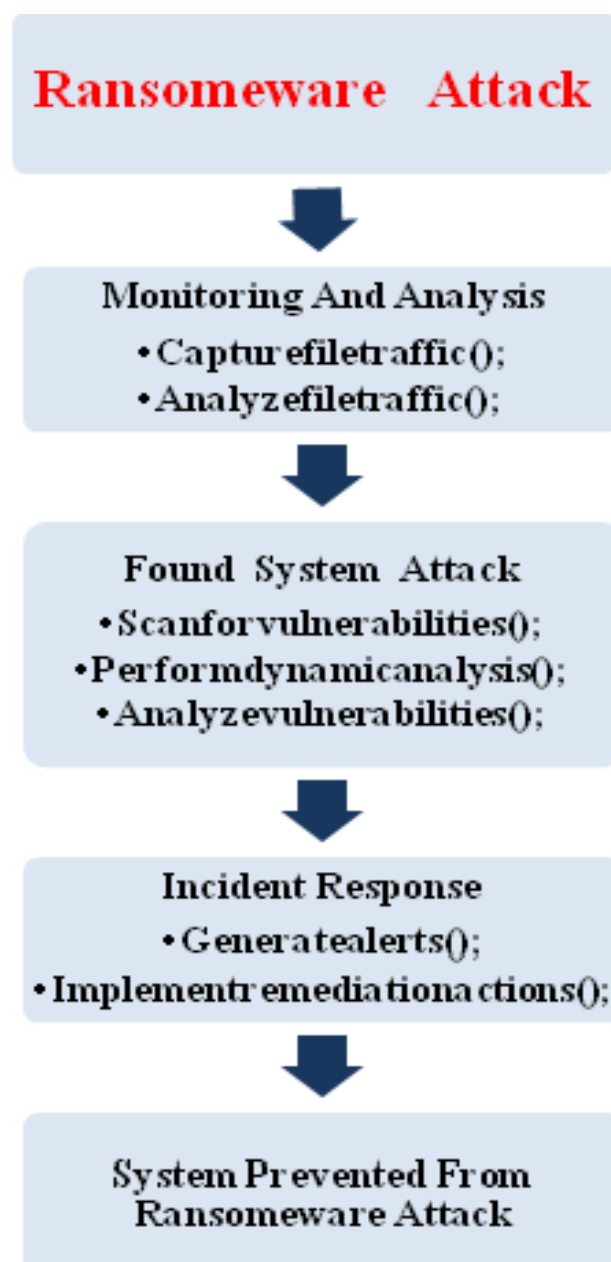 Ransomeware Attack
Monitoring And Analysis
•Capturefiletraffic();
•Analyzefiletraffic();
Found System Attack
•Scanforvulnerabilities();
•Performdynamicanalysis();
•Analyzevulnerabilities();
Incident Response
•Generatealerts();
•Implementremediationactions();
System Prevented From
Ransomeware Attack